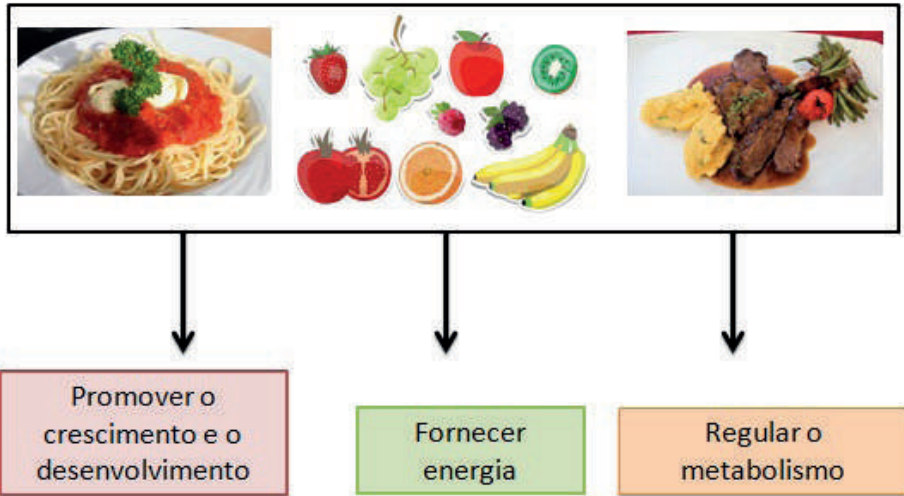 Promover o
crescimento e o
desenvolvimento
Fornecer
energia
Regular o
metabolismo